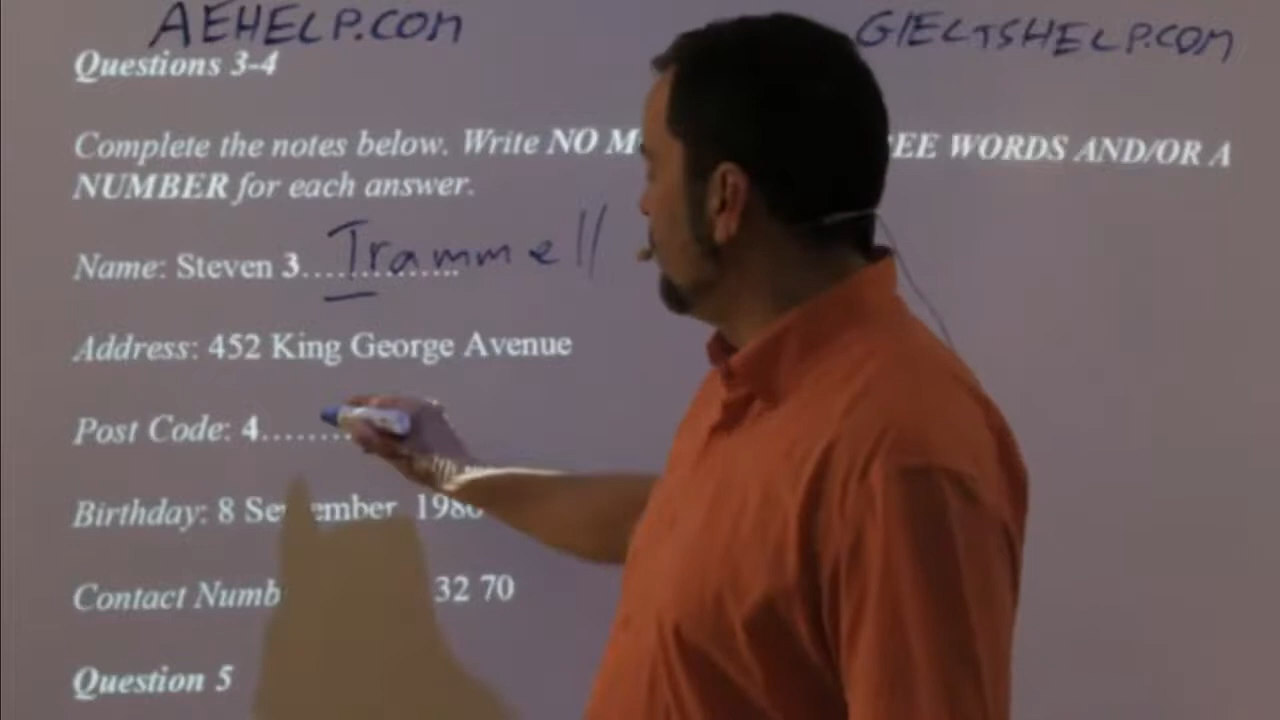 AEHELP.COM
GIELTSHELP.COM
Questions 3-4
Complete the notes below. Write NO M EE WORDS AND/OR A
NUMBER for each answer.
Name: Steven 3.............. Trammell
Address: 452 King George Avenue
Post Code: 4........
Birthday: 8 Se ember 198
Contact Numb 32 70
Question 5